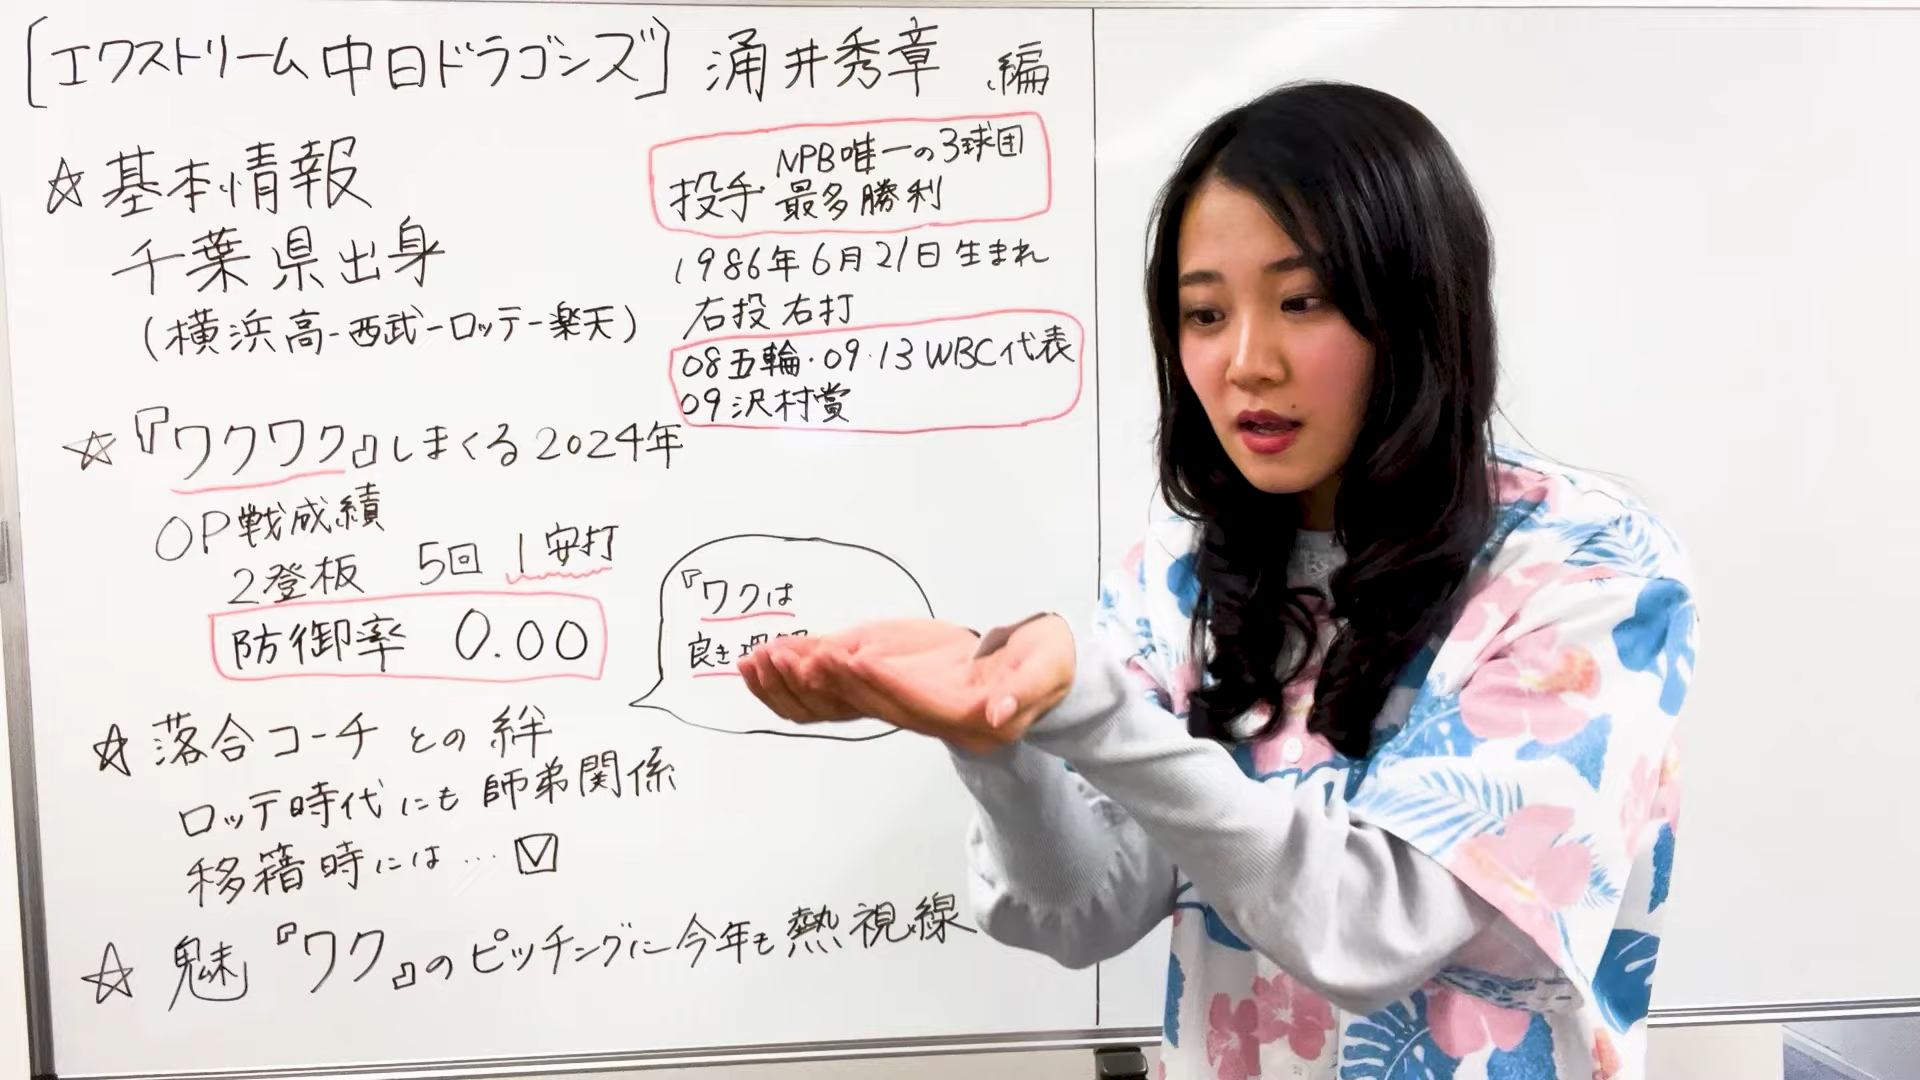 [エクストリーム中日ドラゴンズ] 涌井秀章 編
☆基本情報
千葉県出身
(横浜高-西武-ロッテ-楽天)
投手 NPB唯一の3球団
最多勝利
1986年6月21日生まれ
右投右打
08五輪・09・13 WBC代表
09沢村賞
☆『ワクワク』しまくる2024年
OP戦成績
2登板 5回 1安打
防御率 0.00
『ワクは
良き
☆落合コーチとの絆
ロッテ時代にも師弟関係
移籍時には…☑
☆魅『ワク』のピッチングに今年も熱視線